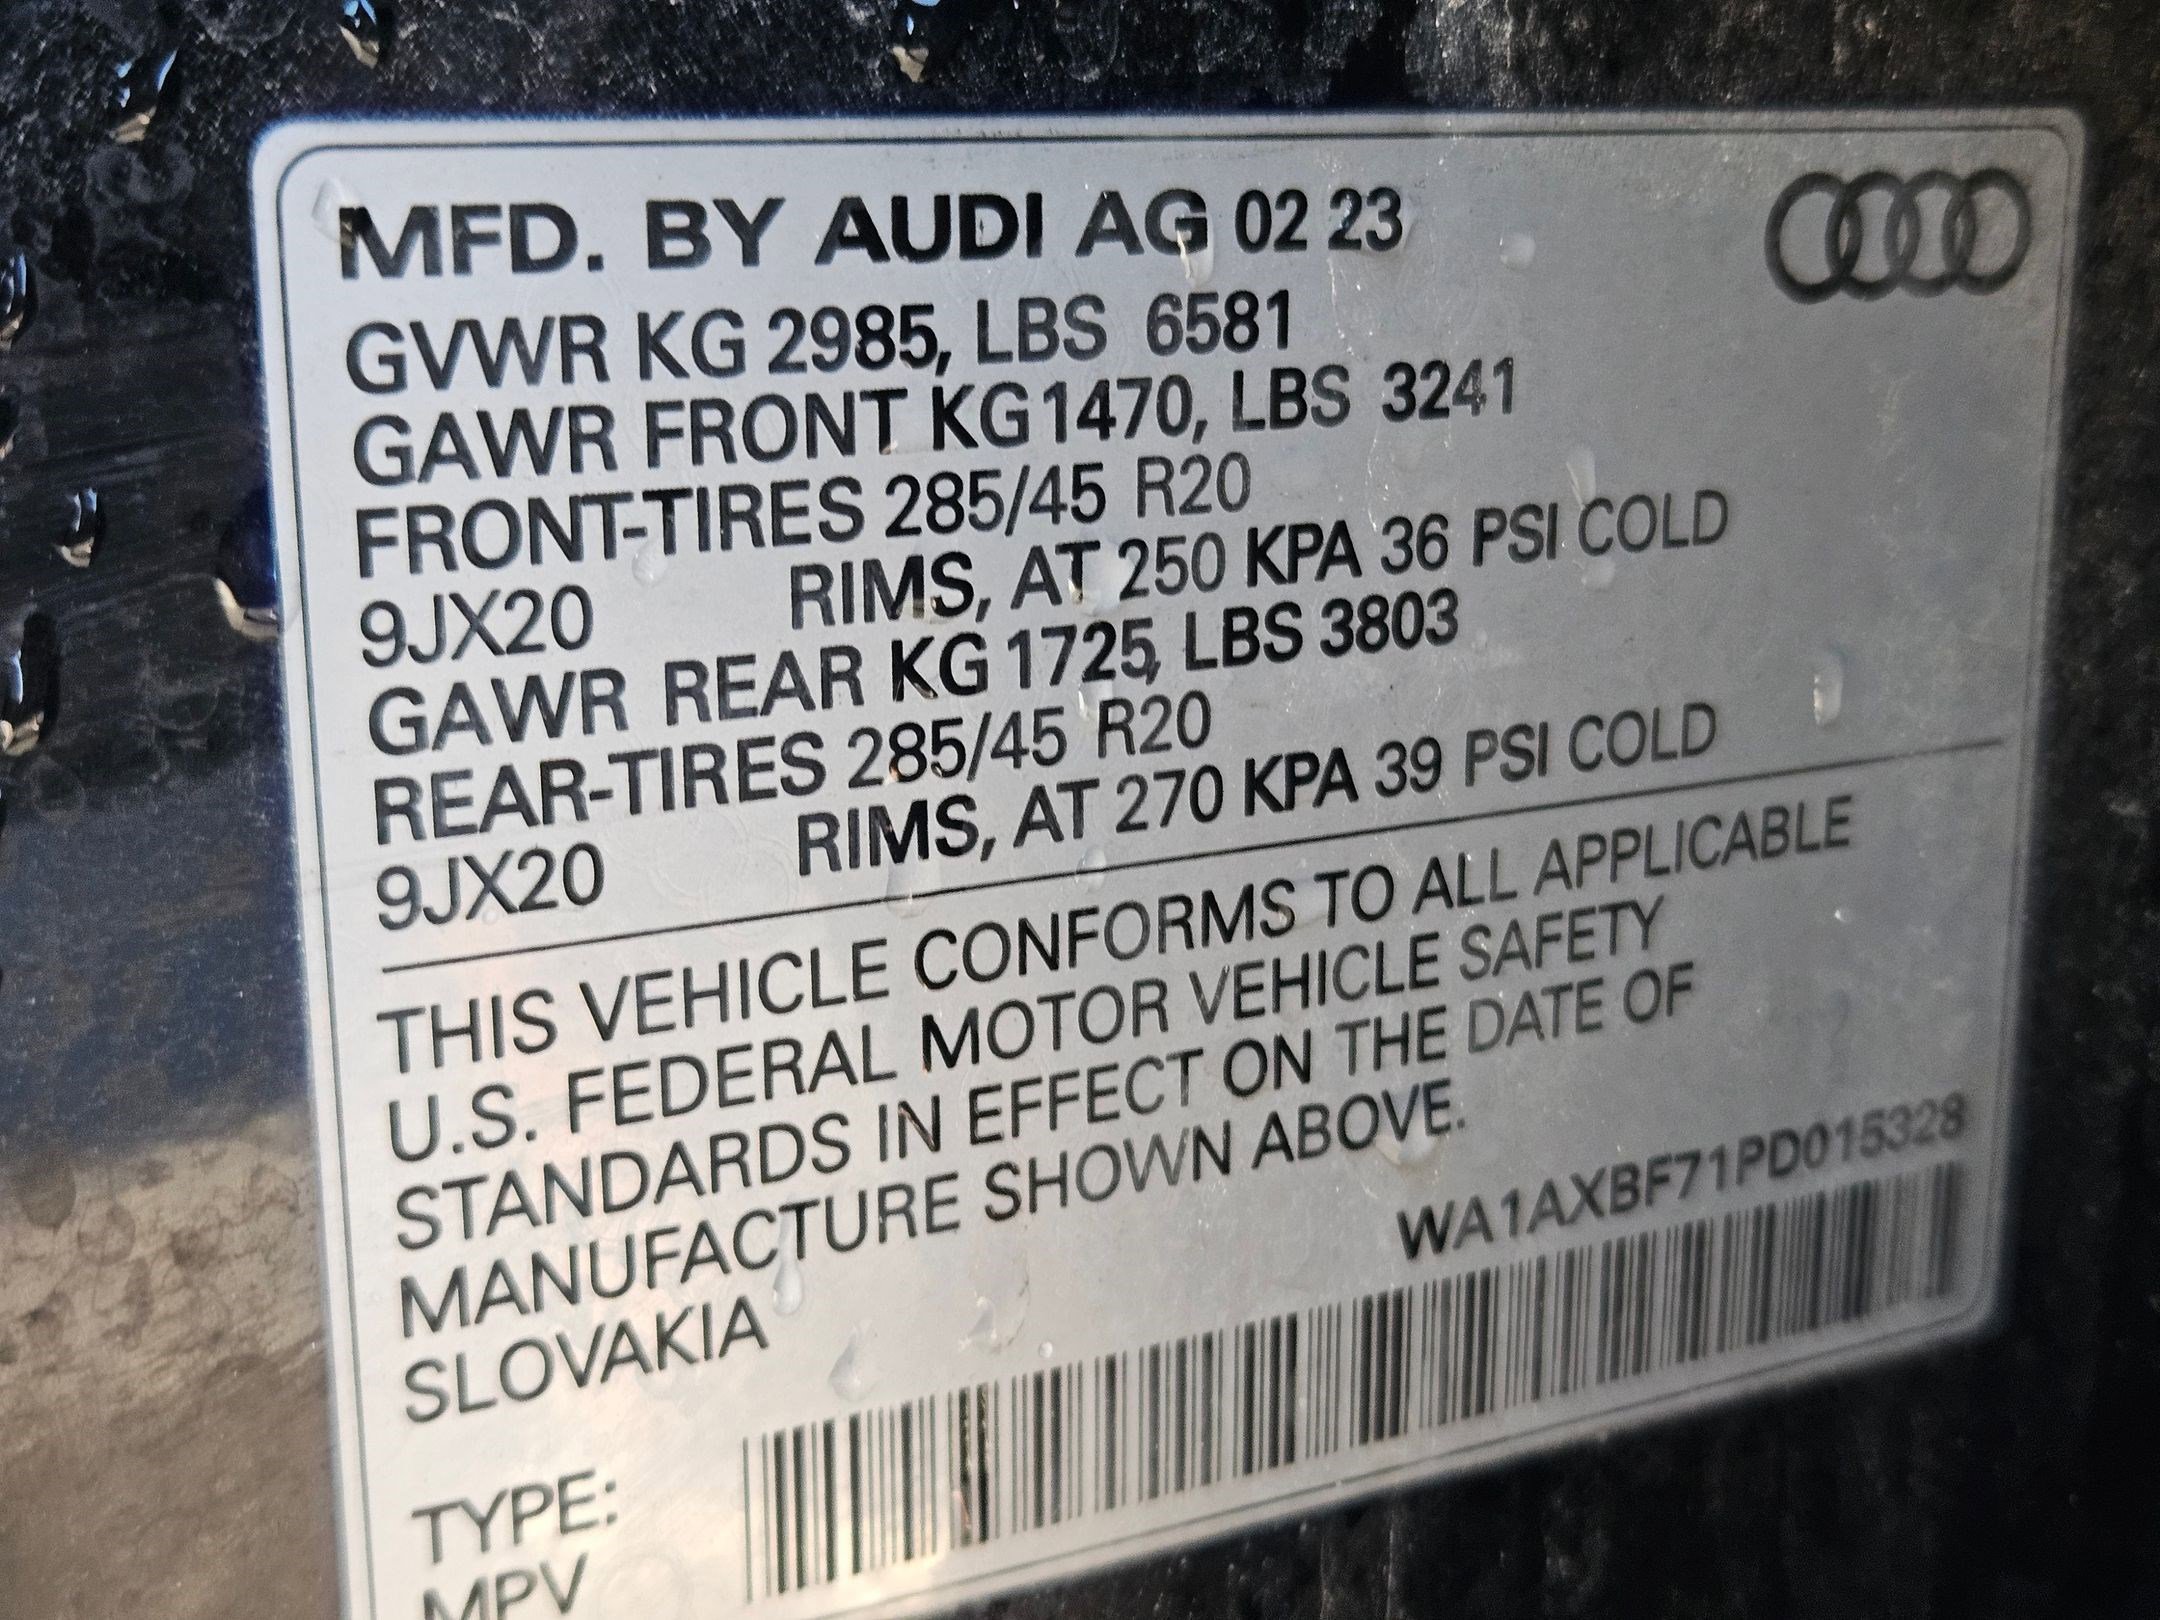 MFD. BY AUDI AG 02 23
GVWR KG 2985, LBS 6581
GAWR FRONT KG 1470, LBS 3241
FRONT-TIRES 285/45 R20
9JX20 RIMS, AT 250 KPA 36 PSI COLD
GAWR REAR KG 1725, LBS 3803
REAR-TIRES 285/45 R20
9JX20 RIMS, AT 270 KPA 39 PSI COLD
THIS VEHICLE CONFORMS TO ALL APPLICABLE
U.S. FEDERAL MOTOR VEHICLE SAFETY
STANDARDS IN EFFECT ON THE DATE OF
MANUFACTURE SHOWN ABOVE.
SLOVAKIA
WA1AXBF71PD015328
TYPE:
MPV